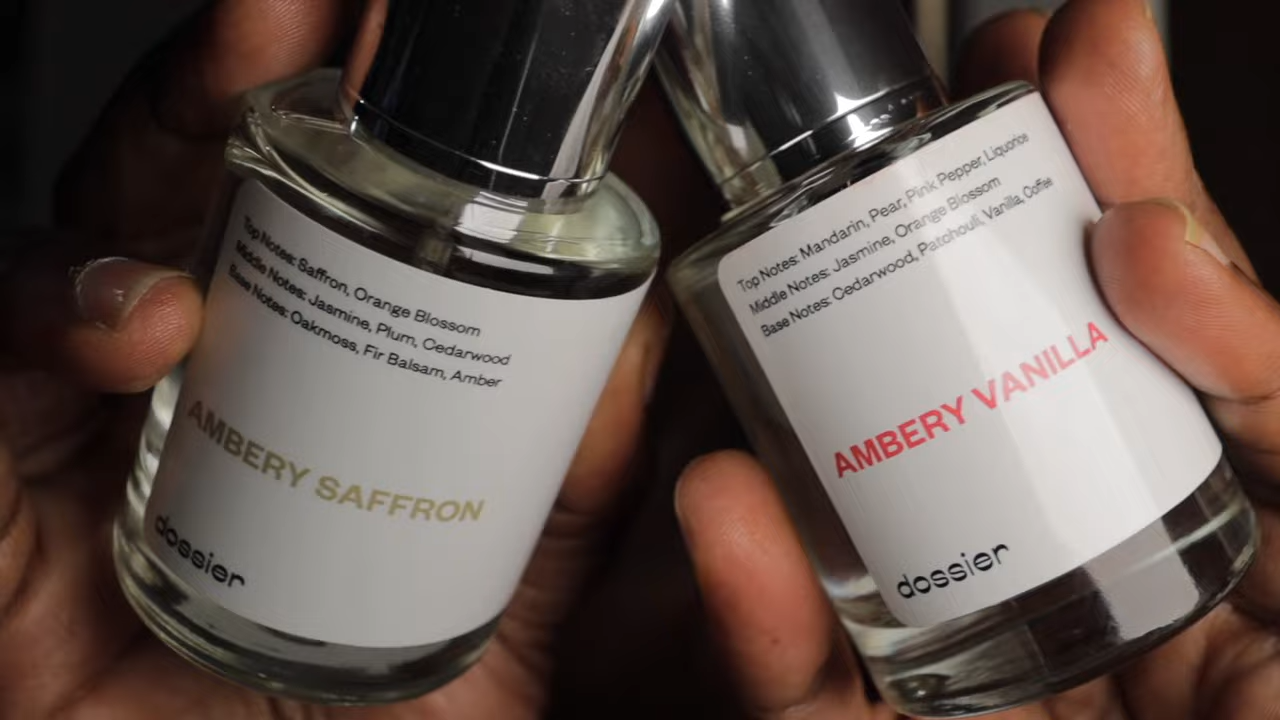 Top Notes: Saffron, Orange Blossom
Middle Notes: Jasmine, Plum, Cedarwood
Base Notes: Oakmoss, Fir Balsam, Amber
AMBERY SAFFRON
dossier
Top Notes: Mandarin, Pear, Pink Pepper, Liquorice
Middle Notes: Jasmine, Orange Blossom
Base Notes: Cedarwood, Patchouli, Vanilla, Coffee
AMBERY VANILLA
dossier